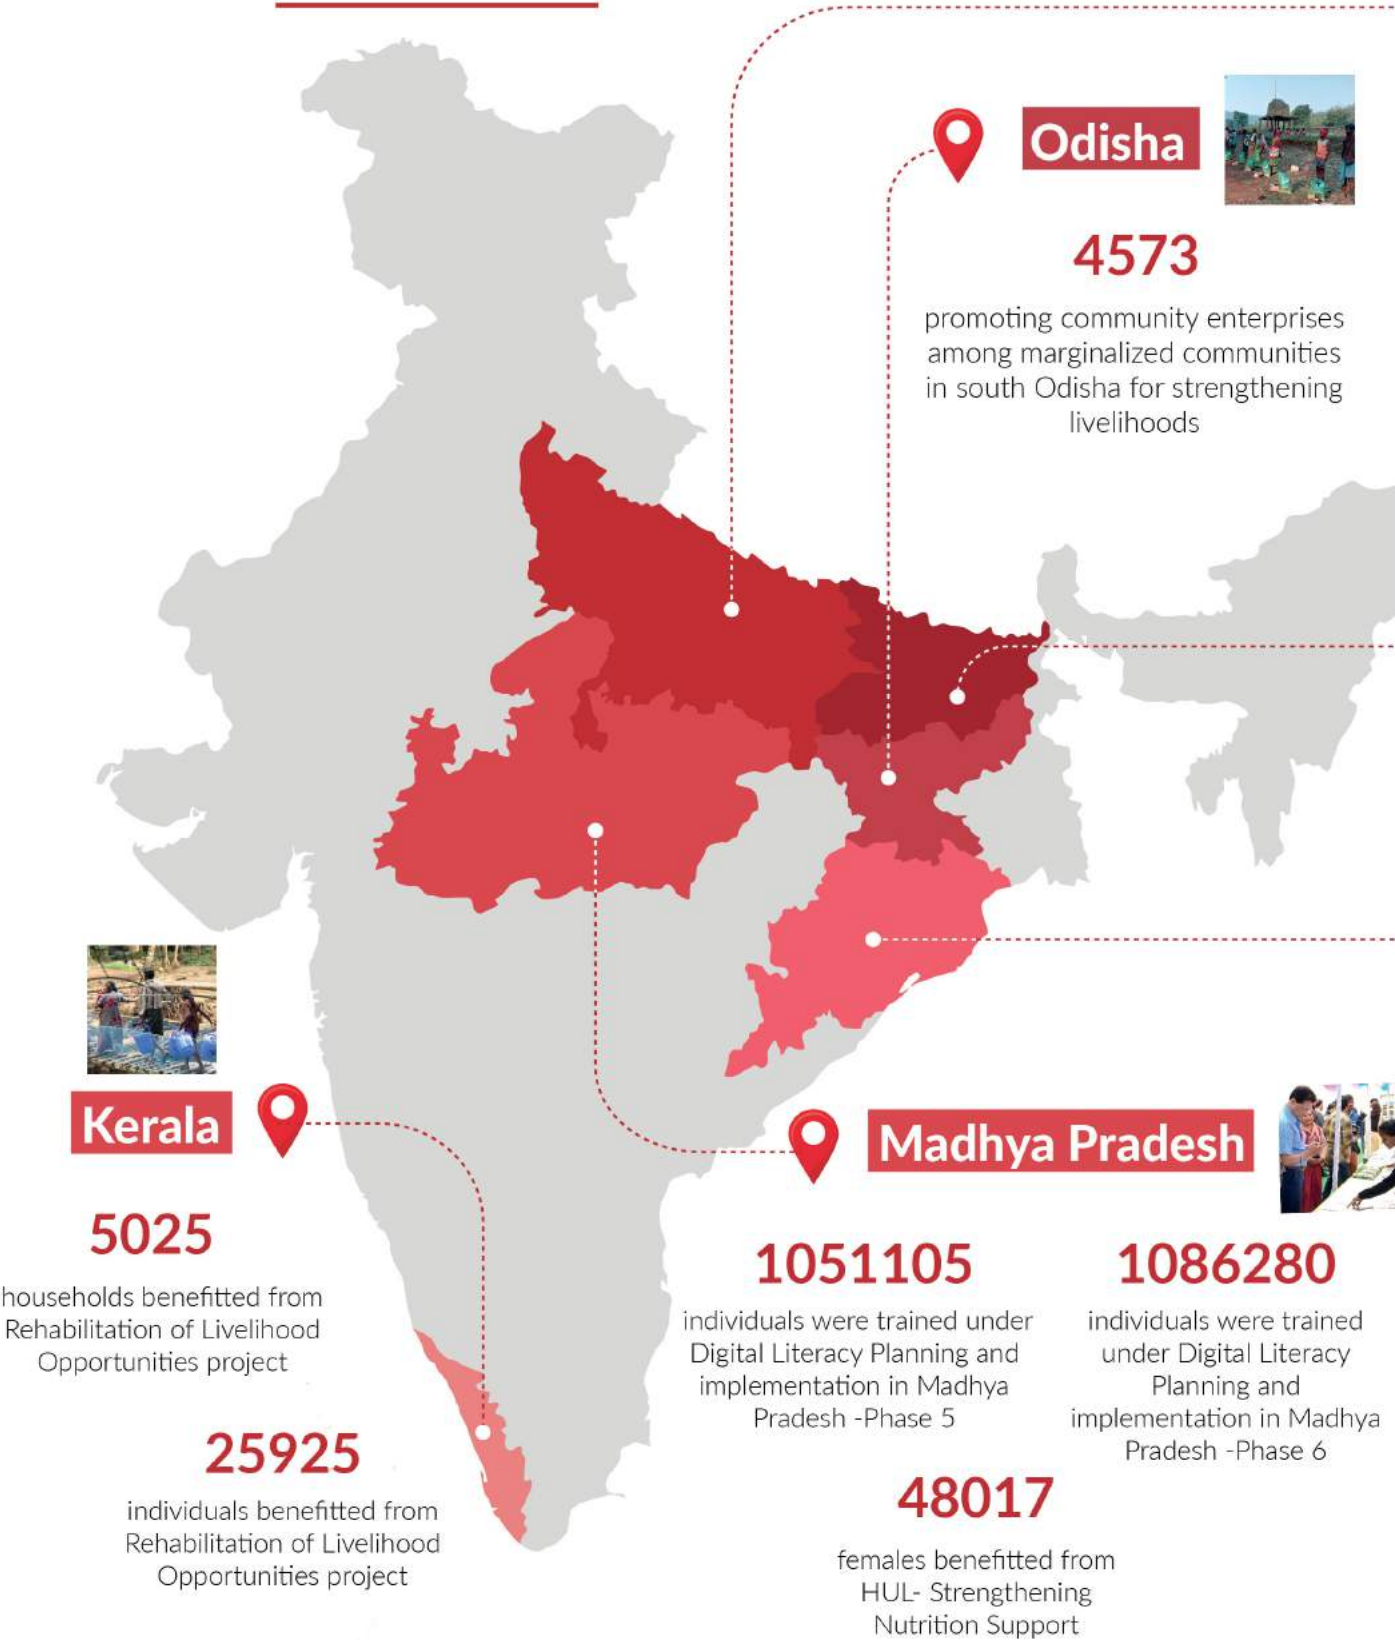 Odisha
4573
promoting community enterprises
among marginalized communities
in south Odisha for strengthening
livelihoods
Kerala
5025
households benefitted from
Rehabilitation of Livelihood
Opportunities project
25925
individuals benefitted from
Rehabilitation of Livelihood
Opportunities project
Madhya Pradesh
1051105
individuals were trained under
Digital Literacy Planning and
implementation in Madhya
Pradesh -Phase 5
1086280
individuals were trained
under Digital Literacy
Planning and
implementation in Madhya
Pradesh -Phase 6
48017
females benefitted from
HUL- Strengthening
Nutrition Support